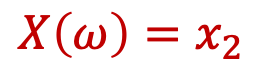 X(ω) = x₂